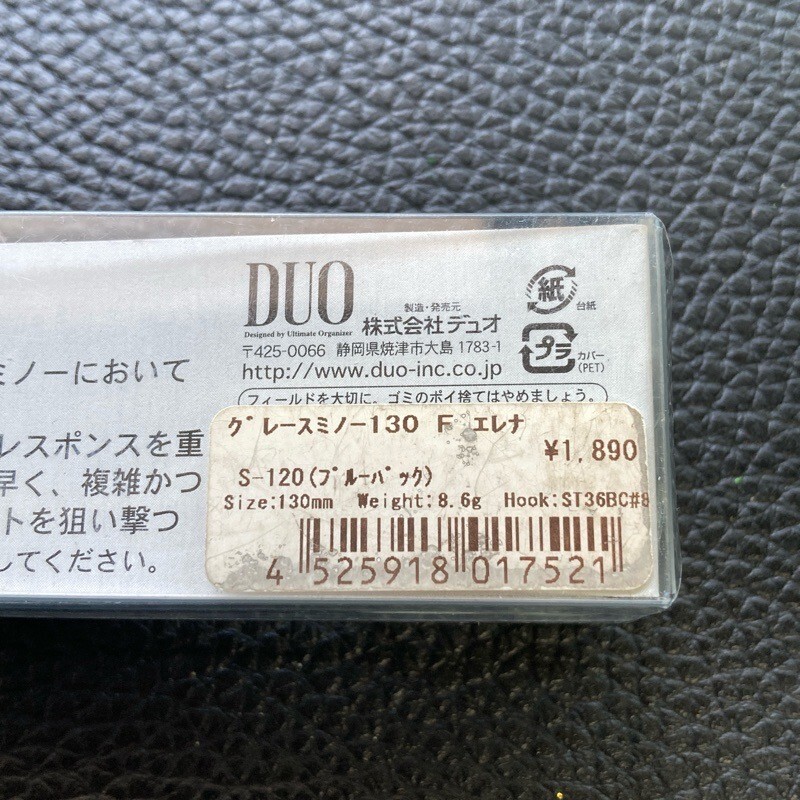 DUO
Designed by Ultimate Organizer
製造・発売元
株式会社デュオ
紙
台紙
プラ
カバー
(PET)
〒425-0066 静岡県焼津市大島 1783-1
http://www.duo-inc.co.jp
フィールドを大切に。ゴミのポイ捨てはやめましょう。
ミノーにおいて
レスポンスを重
早く、複雑かつ
トを狙い撃つ
してください。
グレースミノー130 F エレナ
¥1,890
S-120(ブルーバック)
Size:130mm Weight:8.6g Hook:ST36BC#8
4 525918 017521